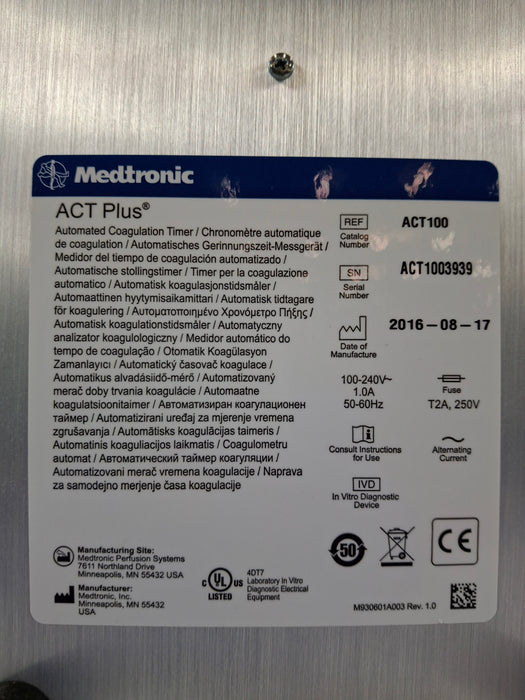 Medtronic
ACT Plus®
Automated Coagulation Timer / Chronomètre automatique
de coagulation / Automatisches Gerinnungszeit-Messgerät /
Medidor del tiempo de coagulación automatizado /
Automatische stollingstimer / Timer per la coagulazione
automatico / Automatisk koagulasjonstidsmåler /
Automaattinen hyytymisaikamittari / Automatisk tidtagare
för koagulering / Αυτοματοποιημένο Χρονόμετρο Πήξης /
Automatisk koagulationstidsmåler / Automatyczny
analizator koagulologiczny / Medidor automático do
tempo de coagulação / Otomatik Koagülasyon
Zamanlayıcı / Automatický časovač koagulace /
Automatikus alvadásiidő-mérő / Automatizovaný
merač doby trvania koagulácie / Automaatne
koagulatsioonitaimer / Автоматизиран коагулационен
таймер / Automatizirani uređaj za mjerenje vremena
zgrušavanja / Automātisks koagulācijas taimeris /
Automatinis koaguliacijos laikmatis / Coagulometru
automat / Автоматический таймер коагуляции /
Automatizovani merač vremena koagulacije / Naprava
za samodejno merjenje časa koagulacije
REF ACT100
Catalog
Number
SN ACT1003939
Serial
Number
2016-08-17
Date of
Manufacture
100-240V~
1.0A
50-60Hz
Fuse
T2A, 250V
Consult Instructions
for Use
Alternating
Current
IVD
In Vitro Diagnostic
Device
Manufacturing Site:
Medtronic Perfusion Systems
7611 Northland Drive
Minneapolis, MN 55432 USA
Manufacturer:
Medtronic, Inc.
Minneapolis, MN 55432
USA
C UL US
LISTED
4DT7
Laboratory In Vitro
Diagnostic Electrical
Equipment
50
CE
M930601A003 Rev. 1.0